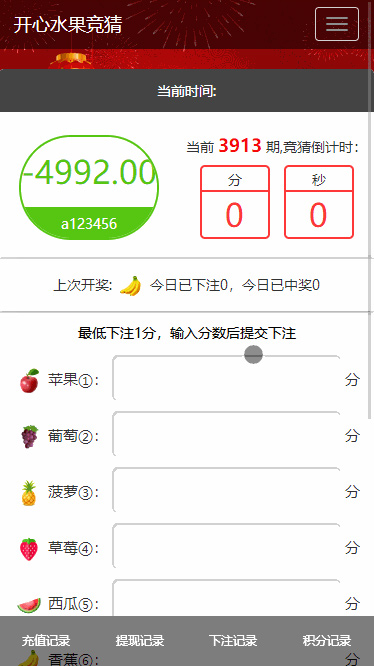 开心水果竞猜
当前时间:
-4992.00
a123456
当前 3913 期,竞猜倒计时:
分
秒
0
0
上次开奖: 今日已下注0，今日已中奖0
最低下注1分，输入分数后提交下注
苹果①: 分
葡萄②: 分
菠萝③: 分
草莓④: 分
西瓜⑤: 分
香蕉⑥: 分
充值记录 提现记录 下注记录 积分记录